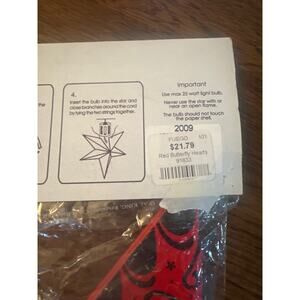 4.
Insert the bulb into the star and
close branches around the cord
by tying the two strings together.
Important
Use max 25 watt light bulb.
Never use the star with or
near an open flame.
The bulb should not touch
the paper shell.
2009
FUEGO
$21.79
Red Butterfly Hearts
91833